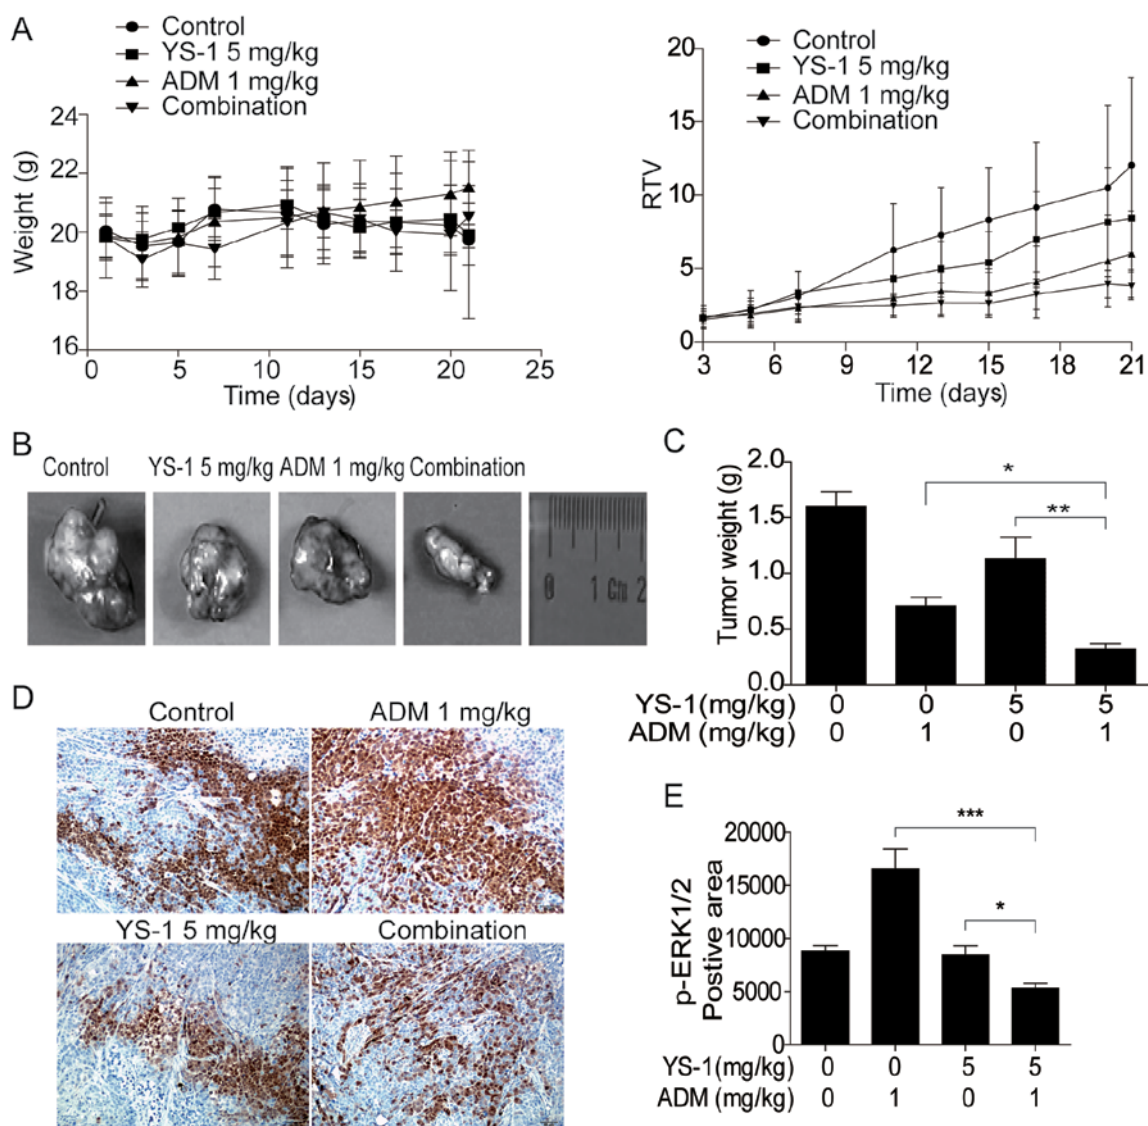 A
Control
YS-1 5 mg/kg
ADM 1 mg/kg
Combination
24
22
20
18
16
Weight (g)
0
5
10
15
20
25
Time (days)
Control
YS-1 5 mg/kg
ADM 1 mg/kg
Combination
20
15
10
5
0
RTV
3
6
9
12
15
18
21
Time (days)
B
Control
YS-1 5 mg/kg
ADM 1 mg/kg
Combination
0 1 Cm 2
C
2.0
1.5
1.0
0.5
0.0
Tumor weight (g)
*
**
YS-1(mg/kg) 0 0 5 5
ADM (mg/kg) 0 1 0 1
D
Control
ADM 1 mg/kg
YS-1 5 mg/kg
Combination
E
20000
15000
10000
5000
0
p-ERK1/2
Postive area
***
*
YS-1(mg/kg) 0 0 5 5
ADM (mg/kg) 0 1 0 1